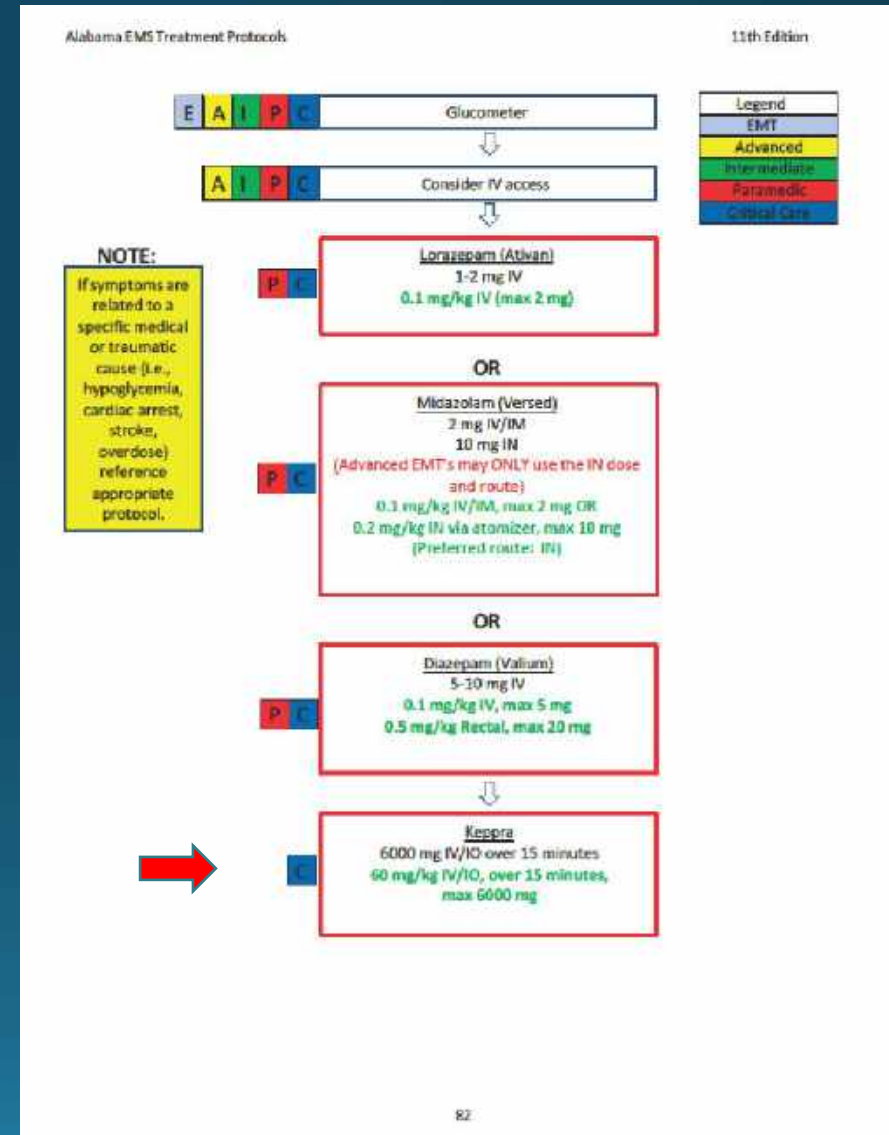 Alabama EMS Treatment Protocols
11th Edition
E A I P C Glucometer
Legend
EMT
Advanced
Intermediate
Paramedic
Critical Care
A I P C Consider IV access
NOTE:
If symptoms are
related to a
specific medical
or traumatic
cause (i.e.,
hypoglycemia,
cardiac arrest,
stroke,
overdose)
reference
appropriate
protocol.
P C
Lorazepam (Ativan)
1-2 mg IV
0.1 mg/kg IV (max 2 mg)
OR
P C
Midazolam (Versed)
2 mg IV/IM
10 mg IN
(Advanced EMT's may ONLY use the IN dose
and route)
0.1 mg/kg IV/IM, max 2 mg OR
0.2 mg/kg IN via atomizer, max 10 mg
(Preferred route: IN)
OR
P C
Diazepam (Valium)
5-10 mg IV
0.1 mg/kg IV, max 5 mg
0.5 mg/kg Rectal, max 20 mg
C
Keppra
6000 mg IV/IO over 15 minutes
60 mg/kg IV/IO, over 15 minutes,
max 6000 mg
82